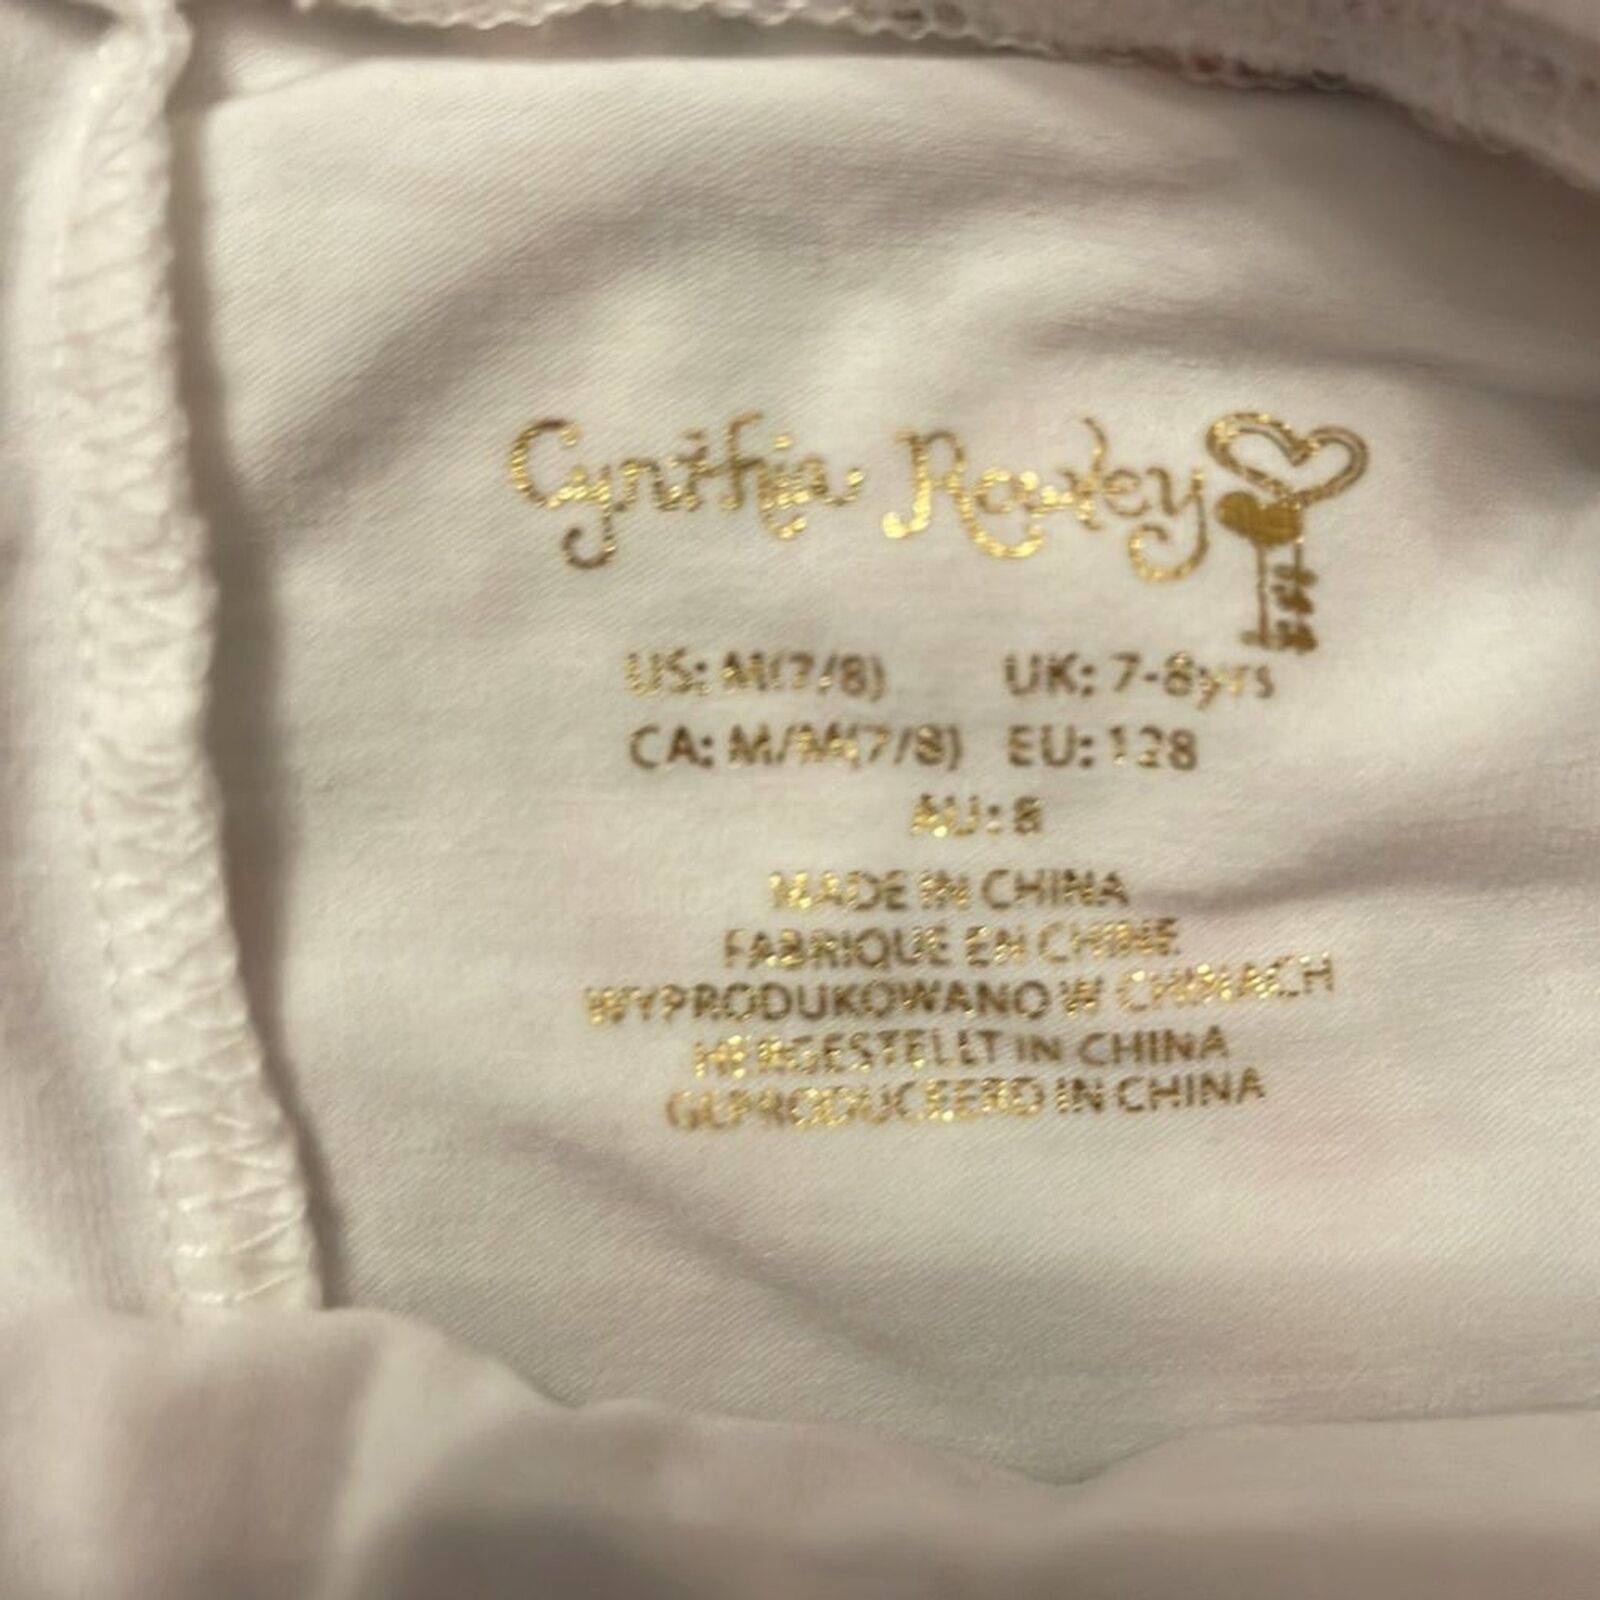 Cynthia Rowley
US: M(7/8) UK: 7-8yrs
CA: M/M(7/8) EU: 128
AU: 8
MADE IN CHINA
FABRIQUE EN CHINE
WYPRODUKOWANO W CHINACH
HERGESTELLT IN CHINA
GEPRODUCEERD IN CHINA